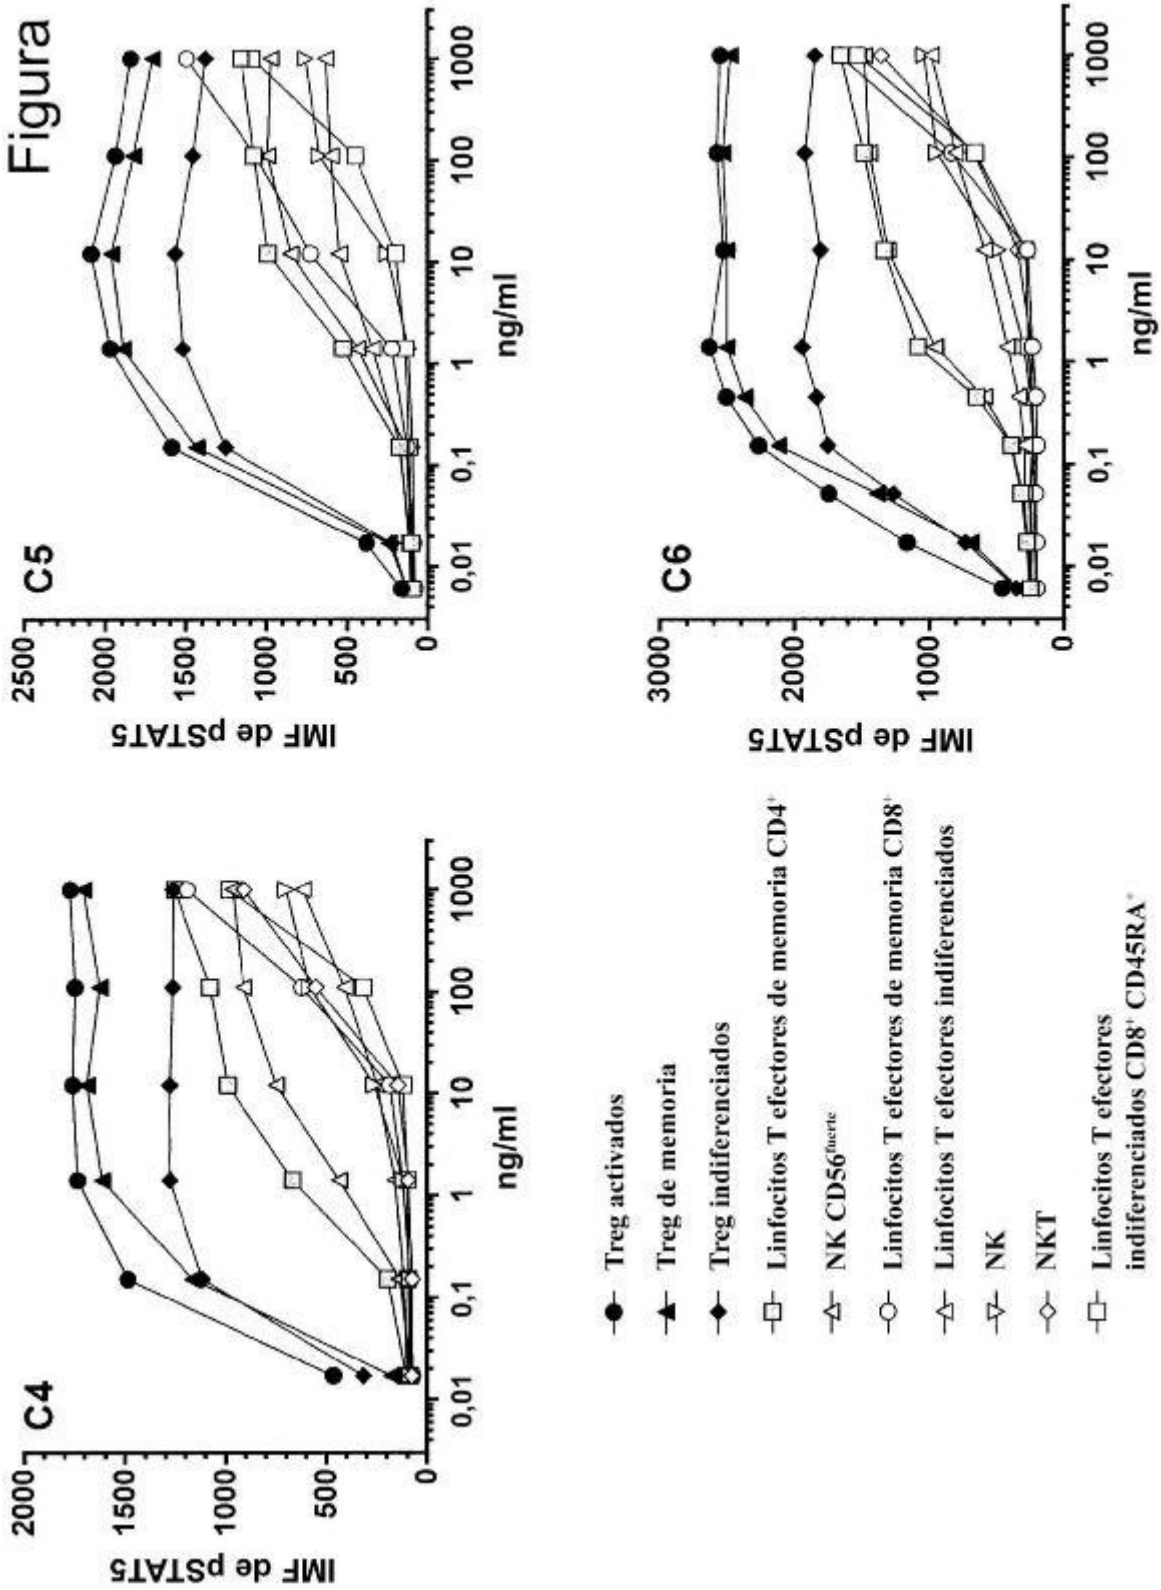 Figura
C4
IMF de pSTAT5
2000
1500
1000
500
0
0,01
0,1
1
10
100
1000
ng/ml
C5
IMF de pSTAT5
2500
2000
1500
1000
500
0
0,01
0,1
1
10
100
1000
ng/ml
Treg activados
Treg de memoria
Treg indiferenciados
Linfocitos T efectores de memoria CD4⁺
NK CD56ᶠᵘᵉʳᵗᵉ
Linfocitos T efectores de memoria CD8⁺
Linfocitos T efectores indiferenciados
NK
NKT
Linfocitos T efectores
indiferenciados CD8⁺ CD45RA⁺
C6
IMF de pSTAT5
3000
2000
1000
0
0,01
0,1
1
10
100
1000
ng/ml